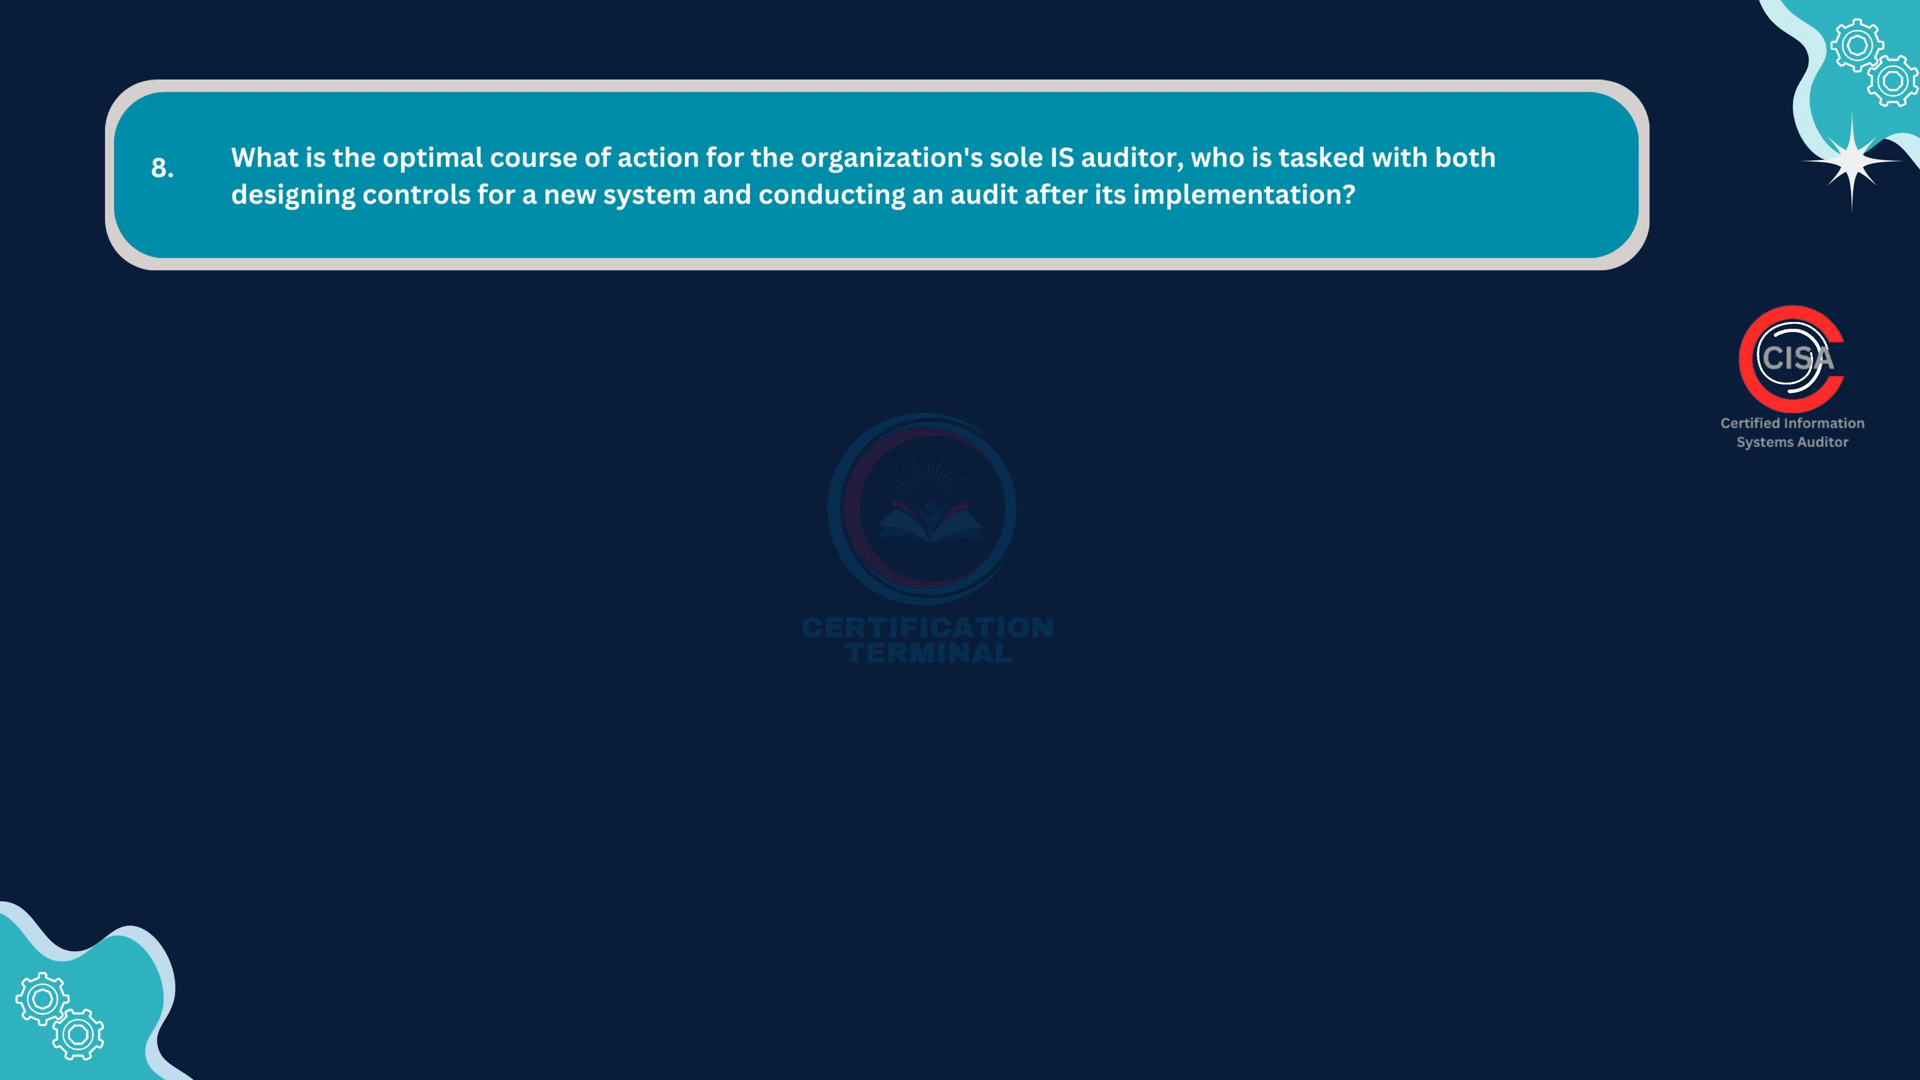 8.
What is the optimal course of action for the organization's sole IS auditor, who is tasked with both
designing controls for a new system and conducting an audit after its implementation?
CISA
Certified Information
Systems Auditor
CERTIFICATION
TERMINAL